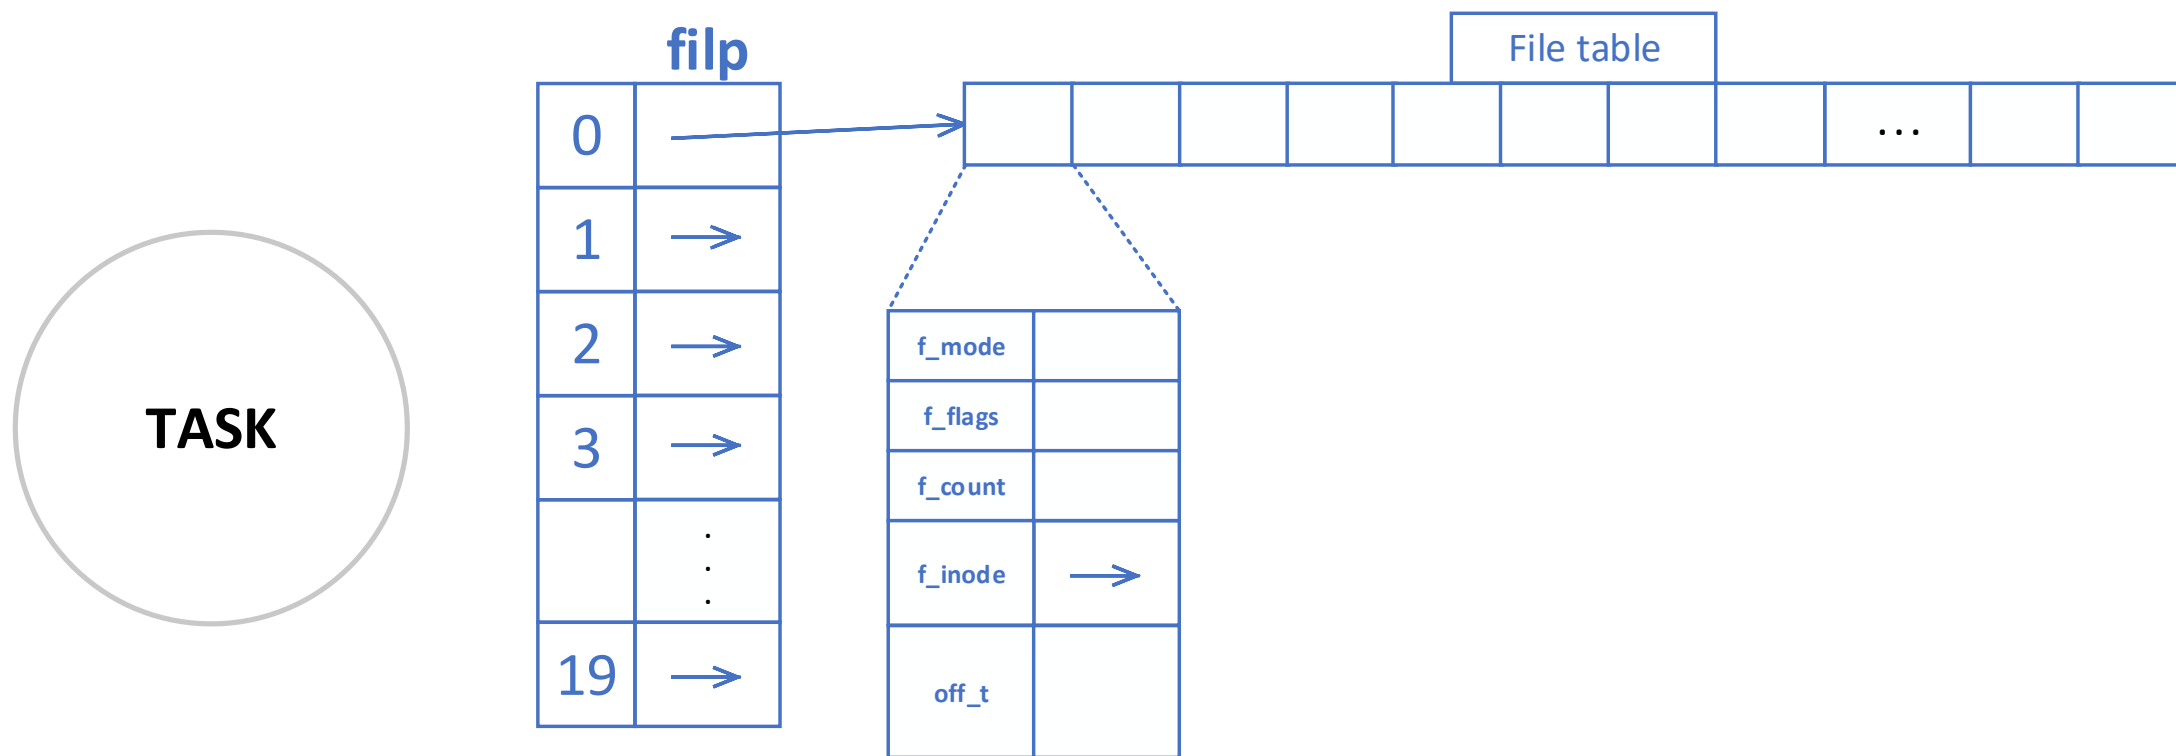 filp
File table
0
1
2
3
.
.
.
19
...
TASK
f_mode
f_flags
f_count
f_inode
off_t